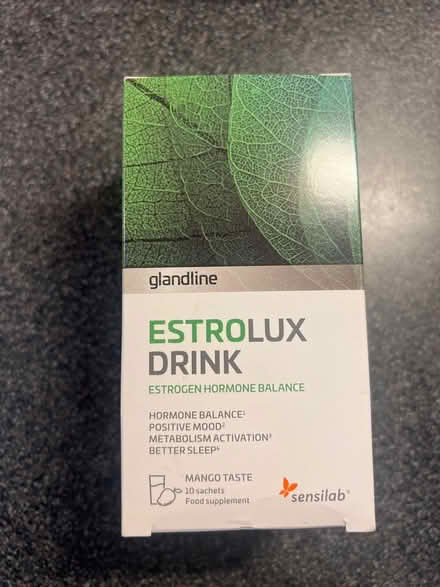 glandline
ESTROLUX
DRINK
ESTROGEN HORMONE BALANCE
HORMONE BALANCE¹
POSITIVE MOOD²
METABOLISM ACTIVATION³
BETTER SLEEP⁴
MANGO TASTE
10 sachets
Food supplement
sensilab®